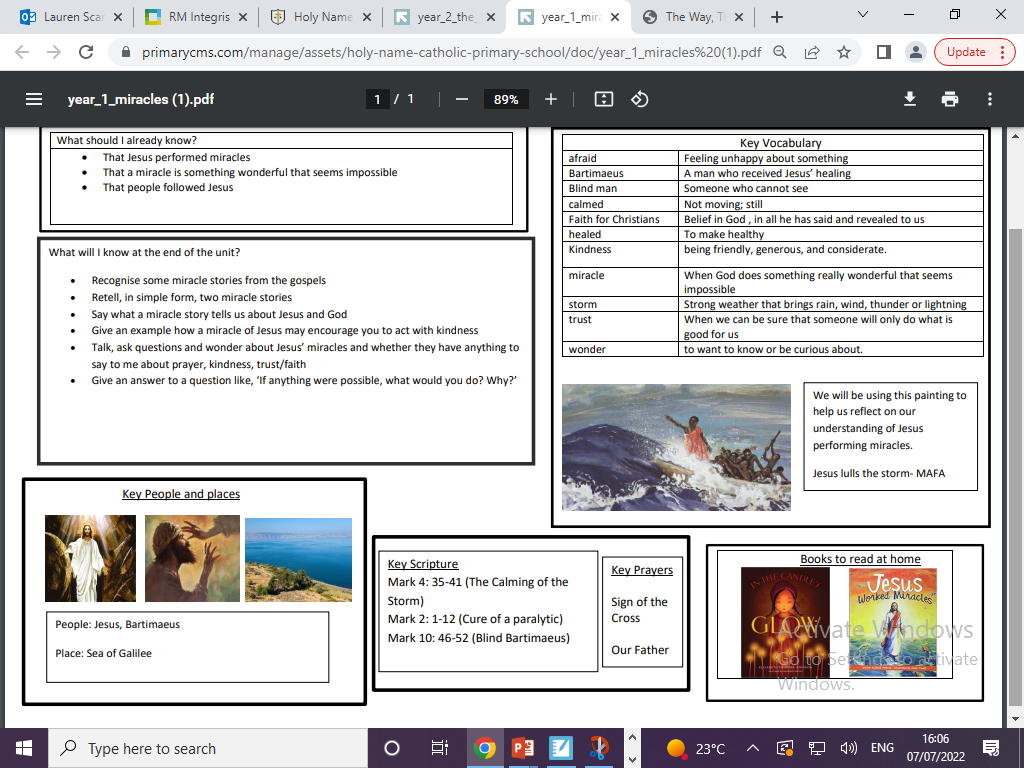 Lauren Scar
RM Integris
Holy Name
year_2_the_
year_1_mira
The Way, T
primarycms.com/manage/assets/holy-name-catholic-primary-school/doc/year_1_miracles%20(1).pdf
Update
year_1_miracles (1).pdf
1 / 1
89%
What should I already know?
• That Jesus performed miracles
• That a miracle is something wonderful that seems impossible
• That people followed Jesus
What will I know at the end of the unit?
• Recognise some miracle stories from the gospels
• Retell, in simple form, two miracle stories
• Say what a miracle story tells us about Jesus and God
• Give an example how a miracle of Jesus may encourage you to act with kindness
• Talk, ask questions and wonder about Jesus’ miracles and whether they have anything to
say to me about prayer, kindness, trust/faith
• Give an answer to a question like, ‘If anything were possible, what would you do? Why?’
Key Vocabulary
afraid Feeling unhappy about something
Bartimaeus A man who received Jesus’ healing
Blind man Someone who cannot see
calmed Not moving; still
Faith for Christians Belief in God , in all he has said and revealed to us
healed To make healthy
Kindness being friendly, generous, and considerate.
miracle When God does something really wonderful that seems
impossible
storm Strong weather that brings rain, wind, thunder or lightning
trust When we can be sure that someone will only do what is
good for us
wonder to want to know or be curious about.
We will be using this painting to
help us reflect on our
understanding of Jesus
performing miracles.
Jesus lulls the storm- MAFA
Key People and places
People: Jesus, Bartimaeus
Place: Sea of Galilee
Key Scripture
Mark 4: 35-41 (The Calming of the
Storm)
Mark 2: 1-12 (Cure of a paralytic)
Mark 10: 46-52 (Blind Bartimaeus)
Key Prayers
Sign of the
Cross
Our Father
Books to read at home
IN THE CANDLE'S
GLOW
Jesus
Worked Miracles
Activate Windows
Go to Settings to activate
Windows.
Type here to search
23°C
ENG
16:06
07/07/2022